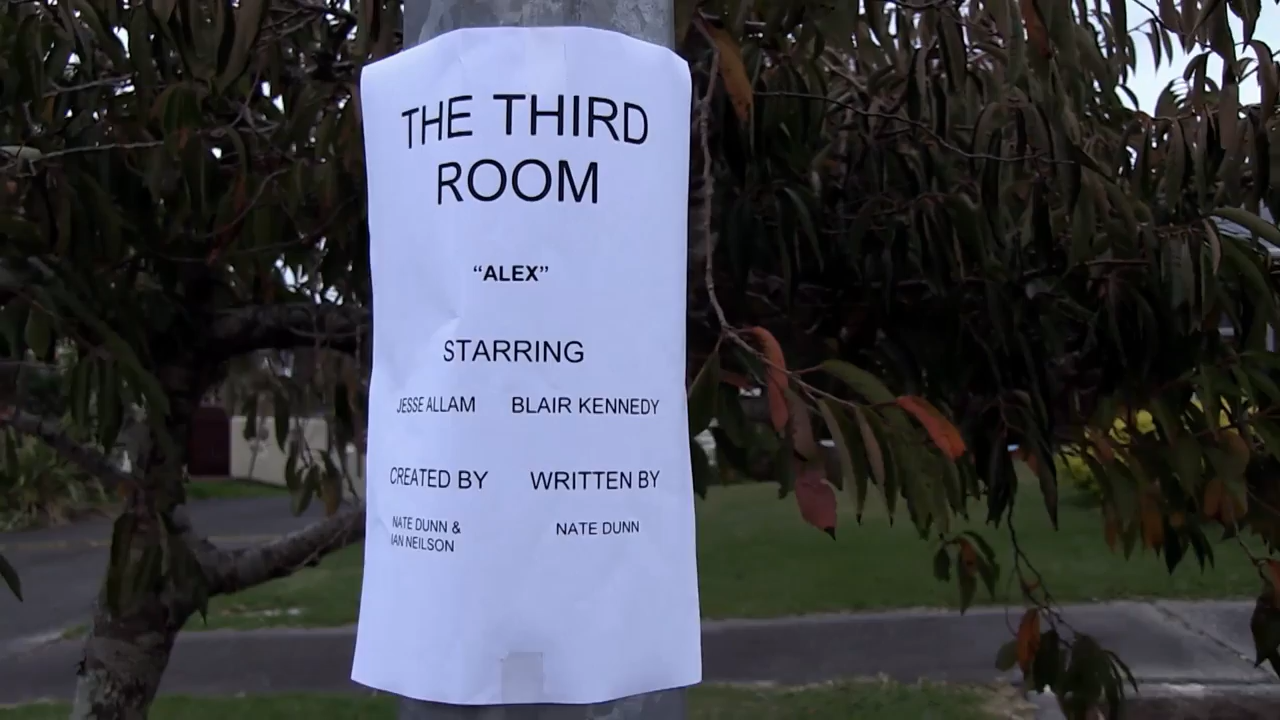 THE THIRD
ROOM
“ALEX”
STARRING
JESSE ALLAM BLAIR KENNEDY
CREATED BY WRITTEN BY
NATE DUNN & NATE DUNN
IAN NEILSON